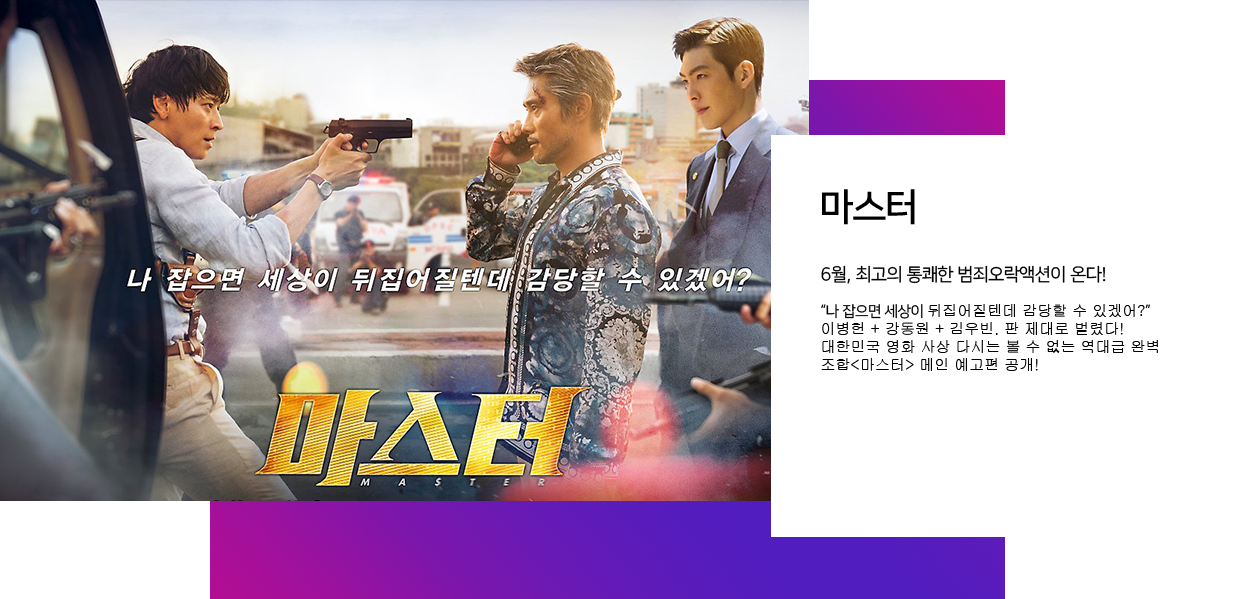 나 잡으면 세상이 뒤집어질텐데 감당할 수 있겠어?
마스터
MA$TER
마스터
6월, 최고의 통쾌한 범죄오락액션이 온다!
“나 잡으면 세상이 뒤집어질텐데 감당할 수 있겠어?”
이병헌 + 강동원 + 김우빈, 판 제대로 벌렸다!
대한민국 영화 사상 다시는 볼 수 없는 역대급 완벽
조합<마스터> 메인 예고편 공개!